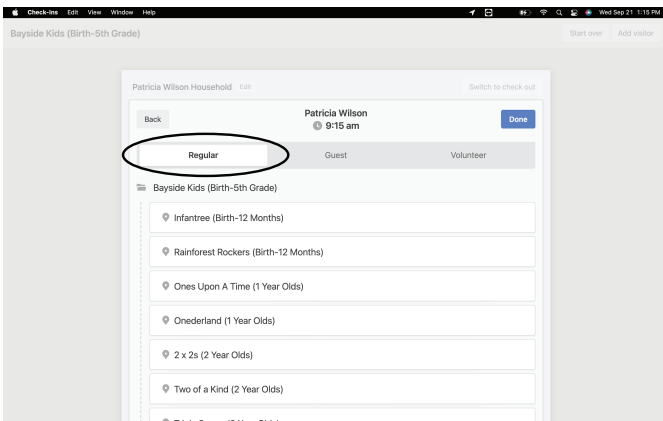 Check-Ins Edit View Window Help Wed Sep 21 1:15 PM
Bayside Kids (Birth-5th Grade) Start over Add visitor
Patricia Wilson Household Edit Switch to check out
Back Patricia Wilson Done
9:15 am
Regular Guest Volunteer
Bayside Kids (Birth-5th Grade)
Infantree (Birth-12 Months)
Rainforest Rockers (Birth-12 Months)
Ones Upon A Time (1 Year Olds)
Onederland (1 Year Olds)
2 x 2s (2 Year Olds)
Two of a Kind (2 Year Olds)